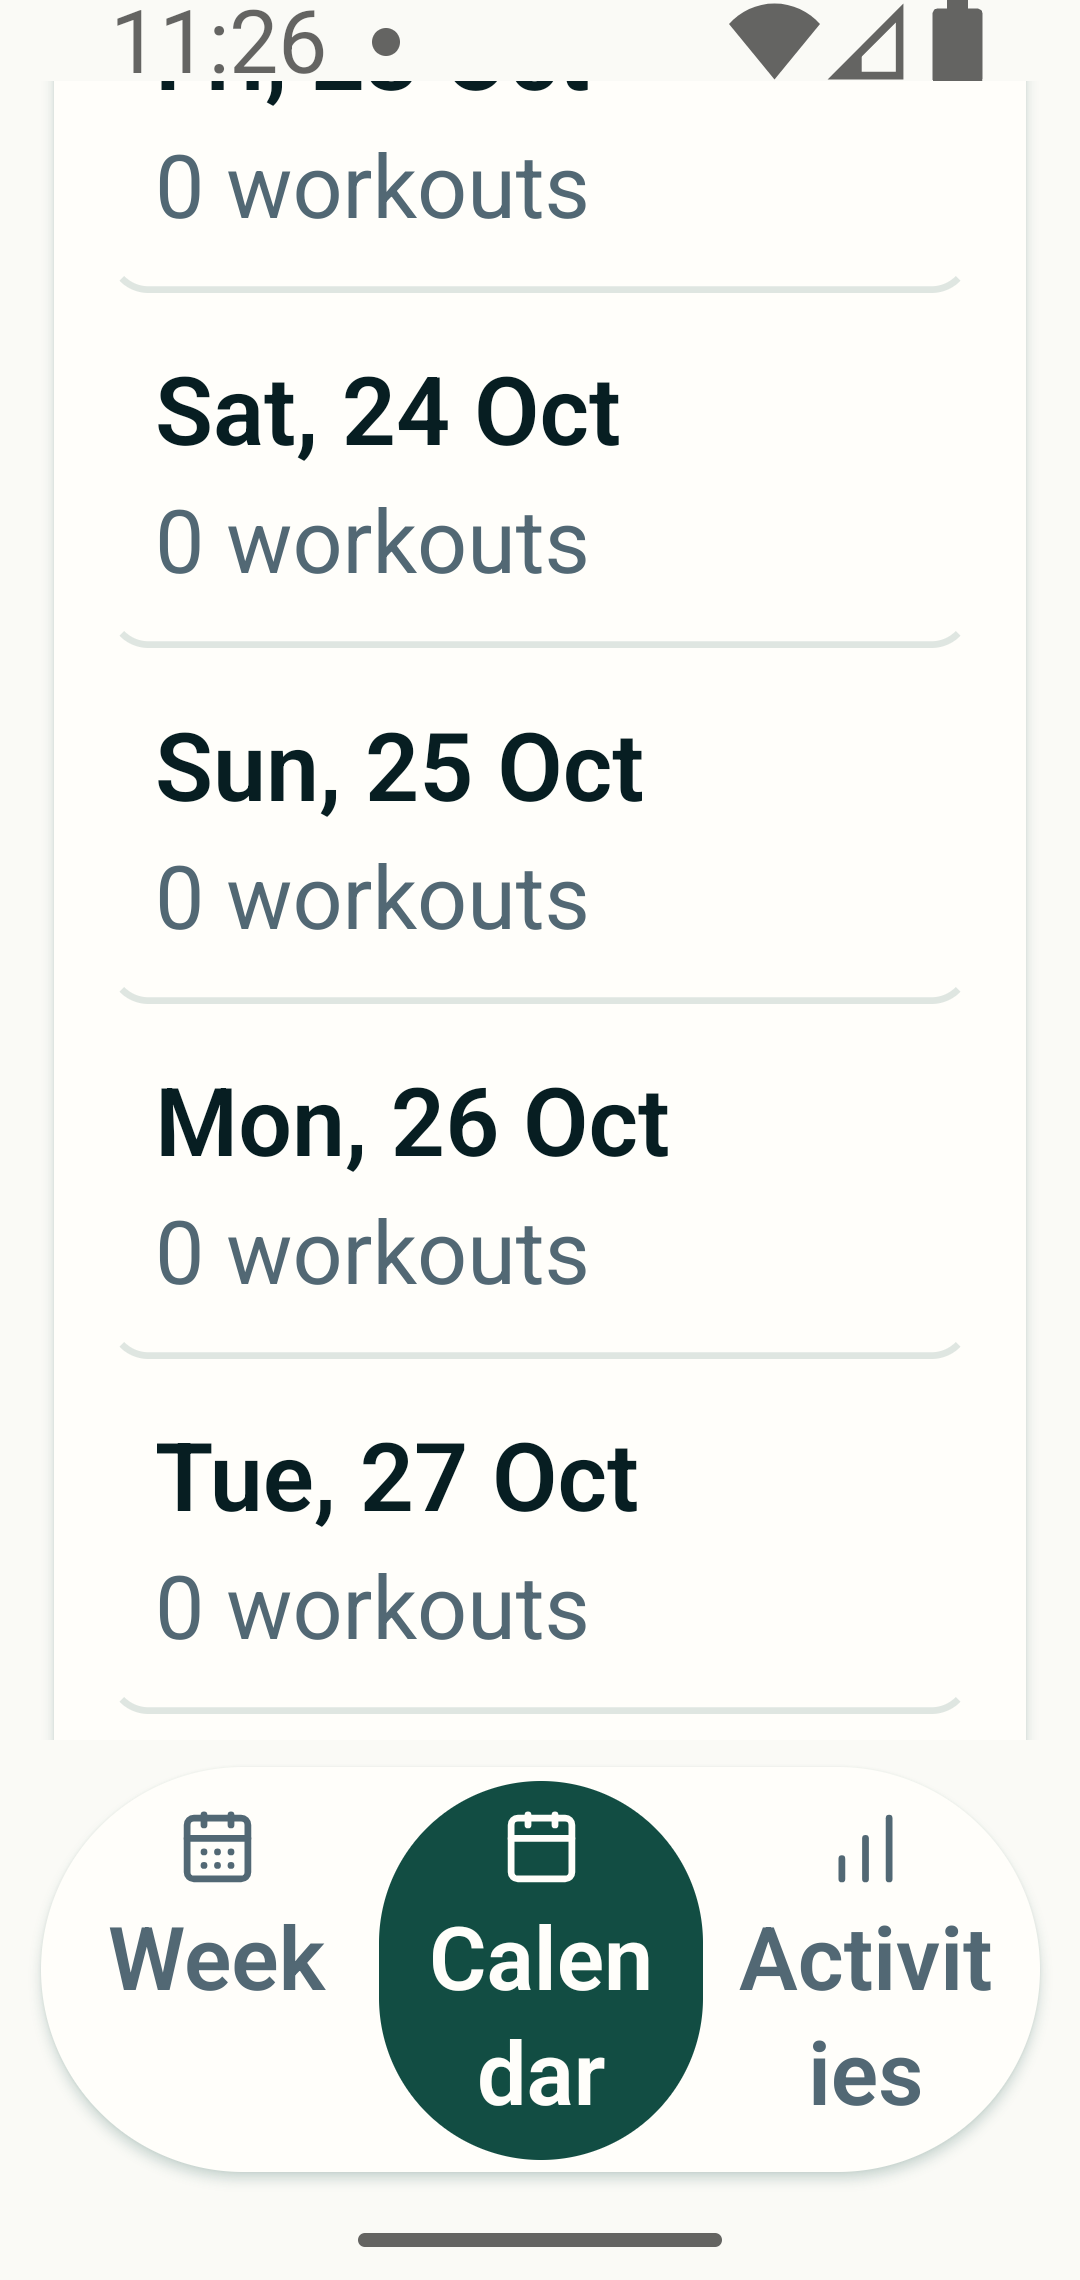 11:26
0 workouts
Sat, 24 Oct
0 workouts
Sun, 25 Oct
0 workouts
Mon, 26 Oct
0 workouts
Tue, 27 Oct
0 workouts
Week
Calen
dar
Activit
ies